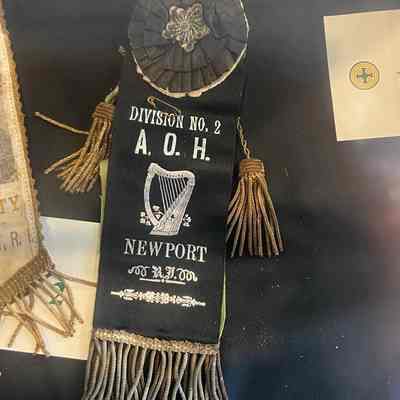 DIVISION NO. 2
A. O. H.
NEWPORT
R.I.